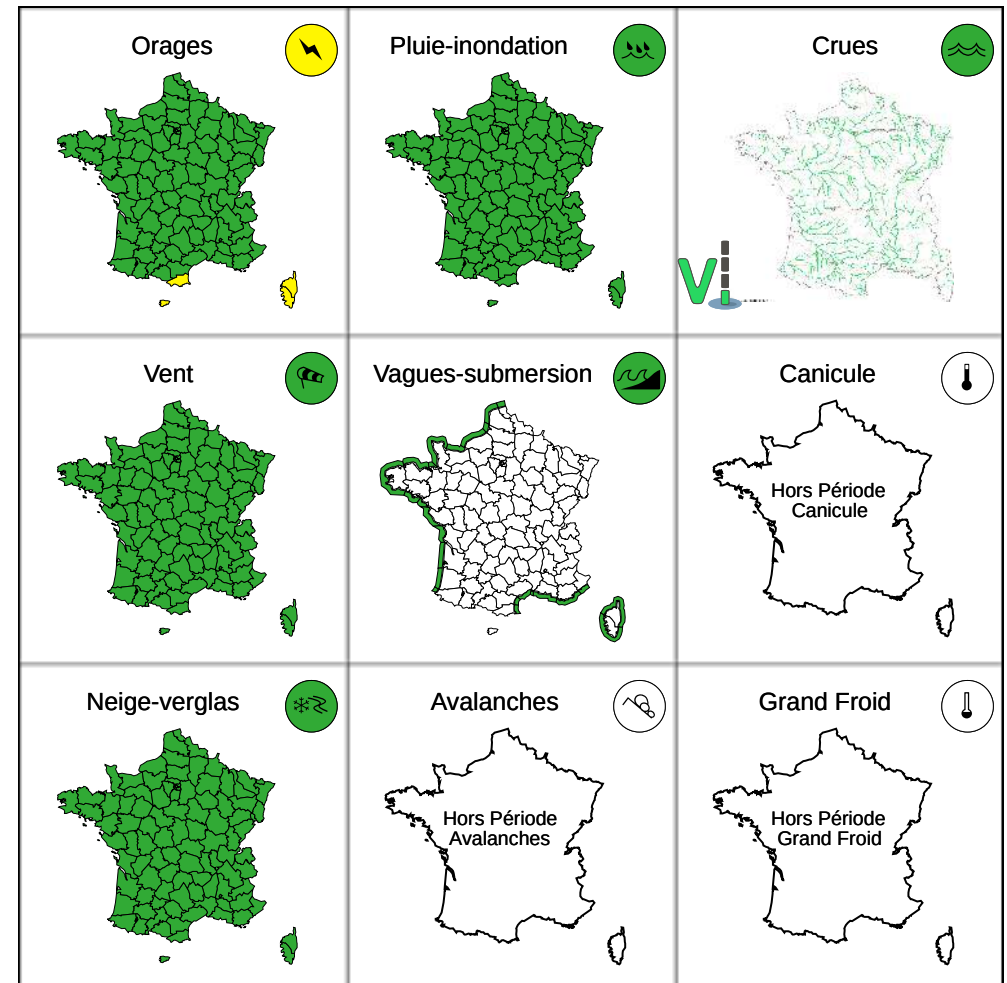 Orages
Pluie-inondation
Crues
Vent
Vagues-submersion
Canicule
Hors Période
Canicule
Neige-verglas
Avalanches
Grand Froid
Hors Période
Avalanches
Hors Période
Grand Froid